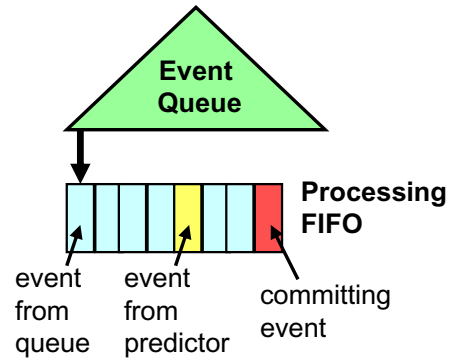 Event
Queue
Processing
FIFO
event
from
queue
event
from
predictor
committing
event